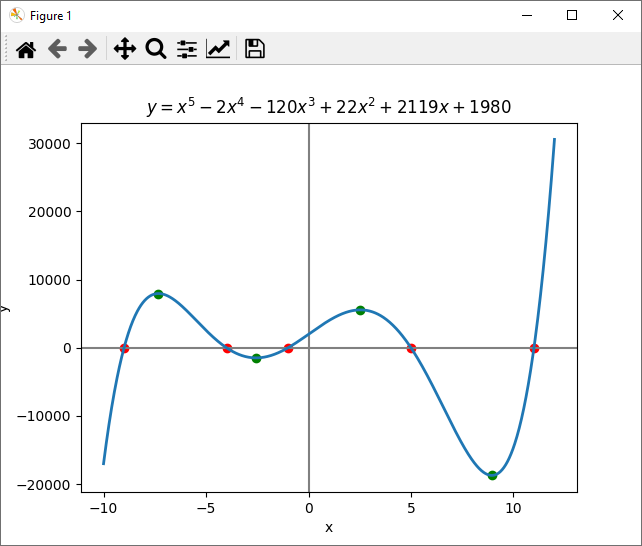 Figure 1
y = x⁵ − 2x⁴ − 120x³ + 22x² + 2119x + 1980
30000
20000
10000
0
−10000
−20000
y
−10 −5 0 5 10
x